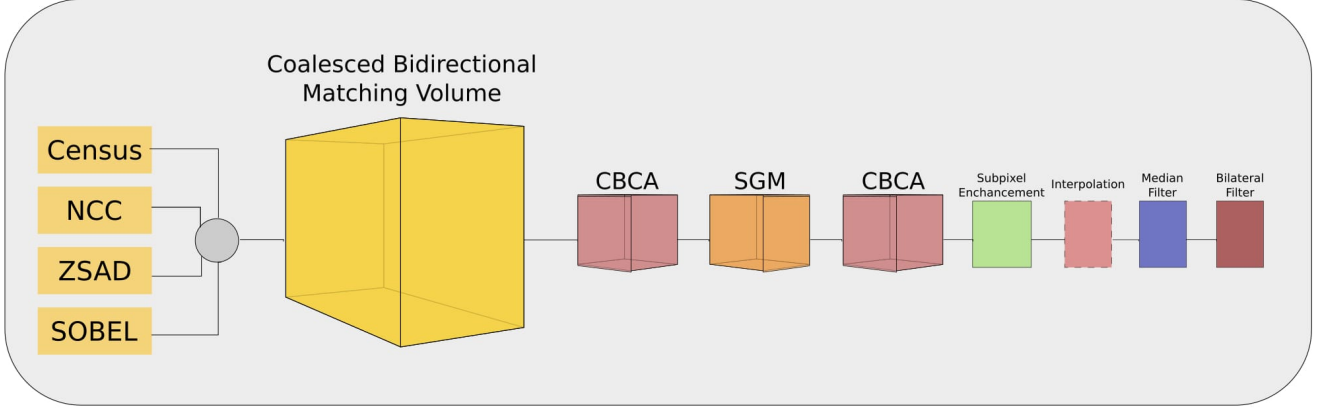 Coalesced Bidirectional
Matching Volume
Census
NCC
ZSAD
SOBEL
CBCA
SGM
CBCA
Subpixel
Enchancement
Interpolation
Median
Filter
Bilateral
Filter